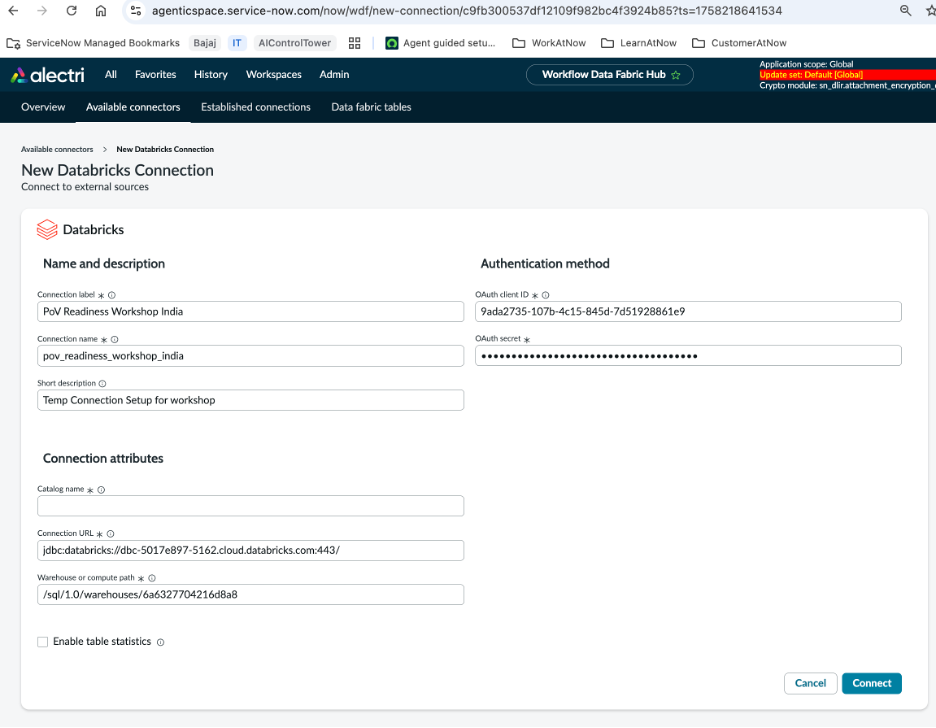 agenticspace.service-now.com/now/wdf/new-connection/c9fb300537df12109f982bc4f3924b85?ts=1758218641534
ServiceNow Managed Bookmarks Bajaj IT AIControlTower Agent guided setu... WorkAtNow LearnAtNow CustomerAtNow
alectri All Favorites History Workspaces Admin Workflow Data Fabric Hub
Application scope: Global
Update set: Default [Global]
Crypto module: sn_dlir.attachment_encryption_
Overview Available connectors Established connections Data fabric tables
Available connectors > New Databricks Connection
New Databricks Connection
Connect to external sources
Databricks
Name and description
Connection label *
PoV Readiness Workshop India
Connection name *
pov_readiness_workshop_india
Short description
Temp Connection Setup for workshop
Authentication method
OAuth client ID *
9ada2735-107b-4c15-845d-7d51928861e9
OAuth secret *
Connection attributes
Catalog name *
Connection URL *
jdbc:databricks://dbc-5017e897-5162.cloud.databricks.com:443/
Warehouse or compute path *
/sql/1.0/warehouses/6a6327704216d8a8
Enable table statistics
Cancel Connect